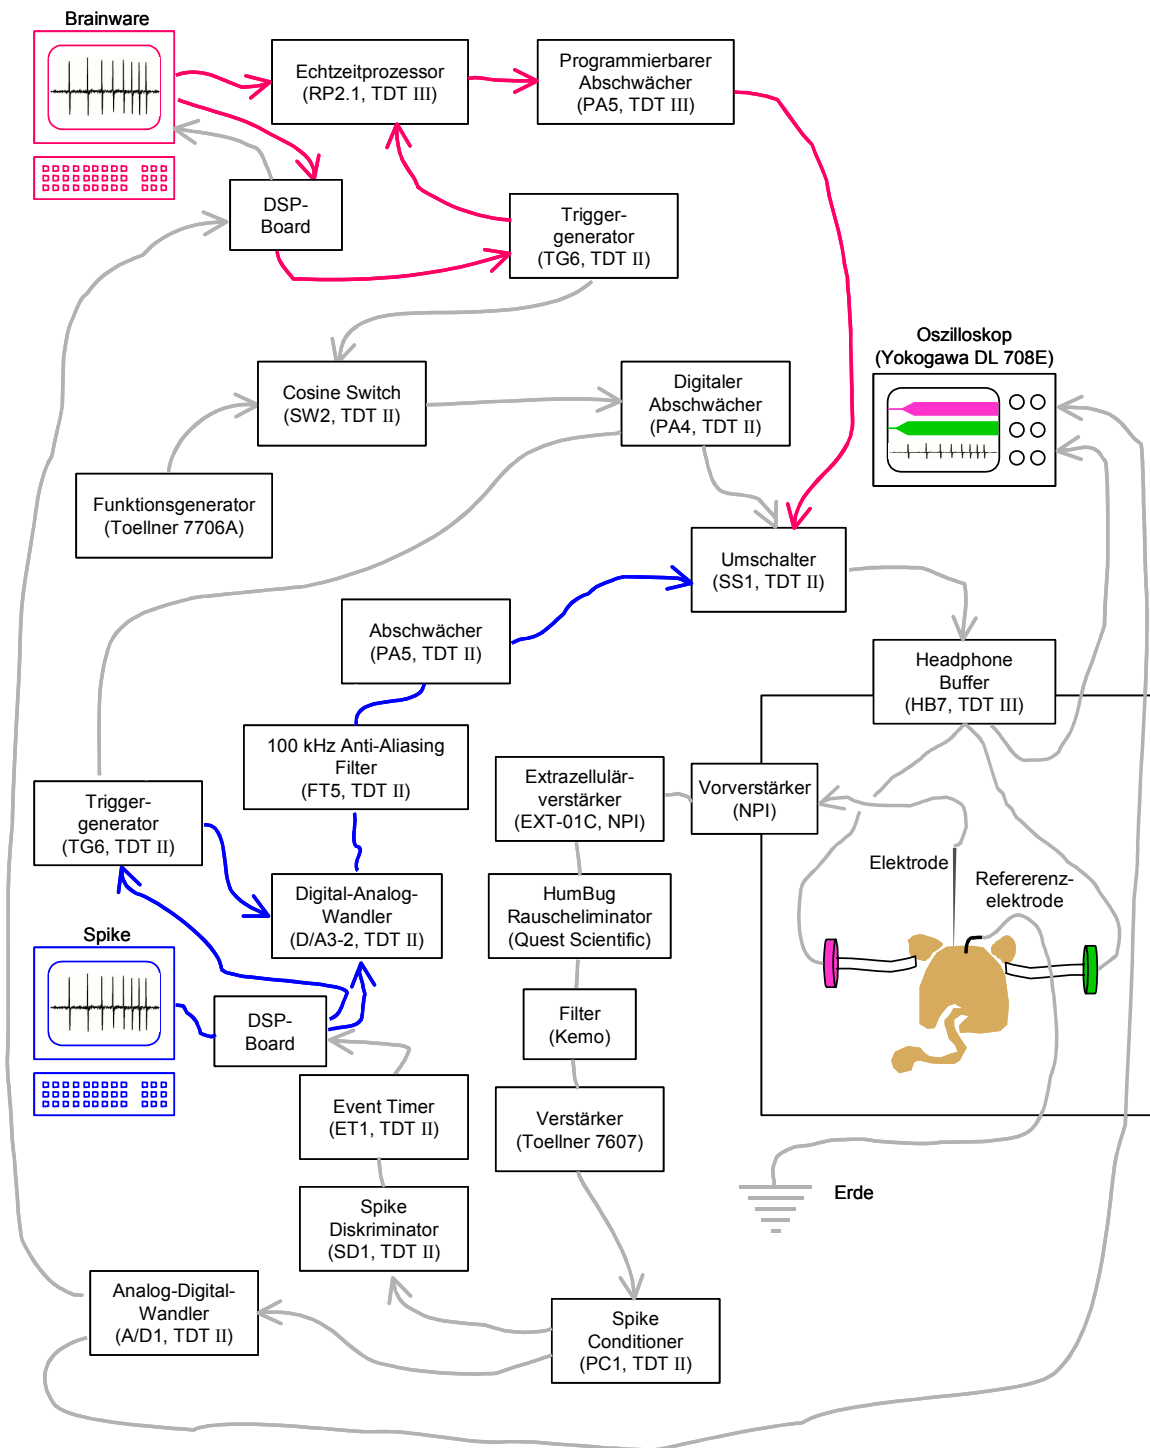 Brainware
Echtzeitprozessor
(RP2.1, TDT III)
Programmierbarer
Abschwächer
(PA5, TDT III)
DSP-
Board
Trigger-
generator
(TG6, TDT II)
Oszilloskop
(Yokogawa DL 708E)
Cosine Switch
(SW2, TDT II)
Digitaler
Abschwächer
(PA4, TDT II)
Funktionsgenerator
(Toellner 7706A)
Umschalter
(SS1, TDT II)
Abschwächer
(PA5, TDT II)
Headphone
Buffer
(HB7, TDT III)
100 kHz Anti-Aliasing
Filter
(FT5, TDT II)
Extrazellulär-
verstärker
(EXT-01C, NPI)
Vorverstärker
(NPI)
Trigger-
generator
(TG6, TDT II)
Elektrode
Refererenz-
elektrode
Digital-Analog-
Wandler
(D/A3-2, TDT II)
HumBug
Rauscheliminator
(Quest Scientific)
Spike
DSP-
Board
Filter
(Kemo)
Event Timer
(ET1, TDT II)
Verstärker
(Toellner 7607)
Erde
Spike
Diskriminator
(SD1, TDT II)
Analog-Digital-
Wandler
(A/D1, TDT II)
Spike
Conditioner
(PC1, TDT II)